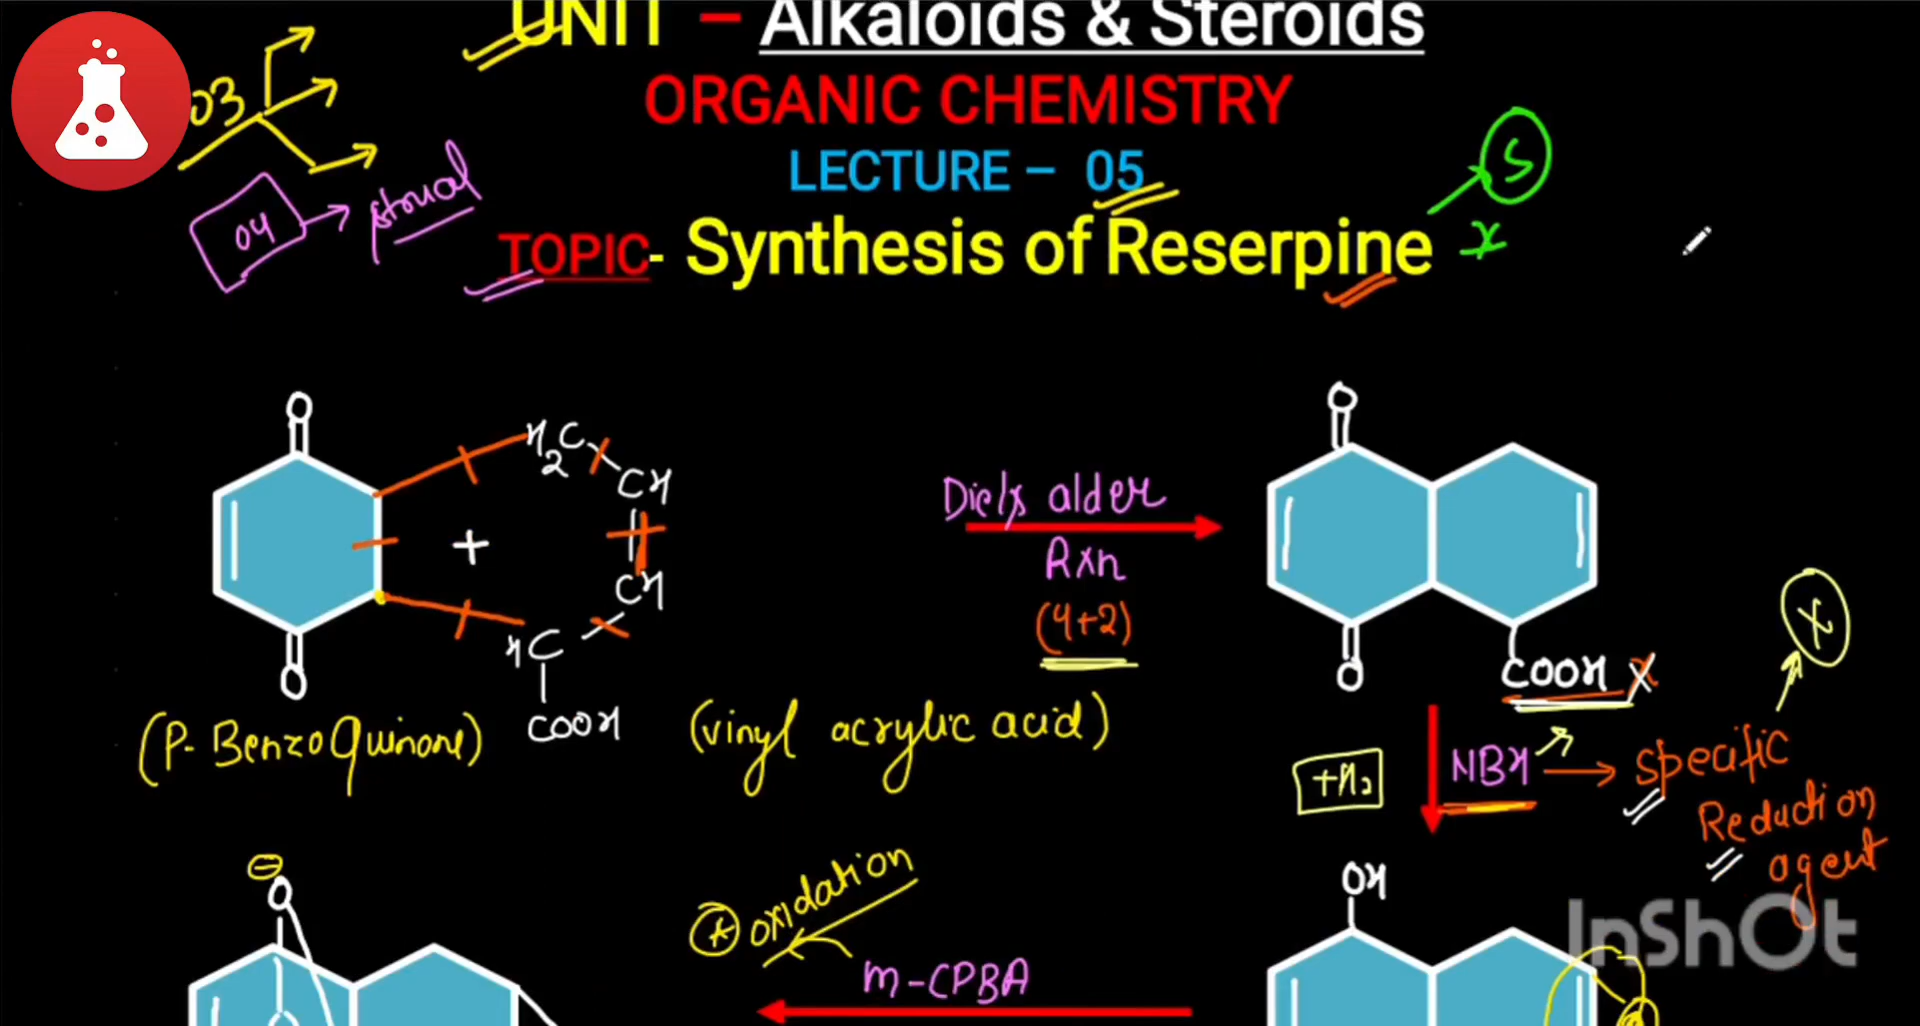 UNIT – Alkaloids & Steroids
ORGANIC CHEMISTRY
03
LECTURE – 05
S
04
TOPIC- Synthesis of Reserpine
x
O
O
H2C
CH
+
CH
HC
O
COOH
(P-BenzoQuinone)
(vinyl acrylic acid)
Diels alder
Rxn
(4+2)
O
COOH X
X
+H2
NBH
specific
Reduction
agent
⊖
O
oxidation
m-CPBA
OH
InShOt